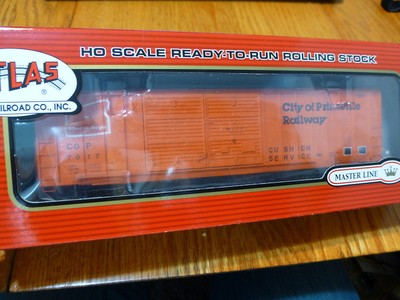 HO SCALE READY-TO-RUN ROLLING STOCK
TLAS
®
ILROAD CO., INC.
City of Prineville
Railway
COP
CUSHION
SERVICE
MASTER LINE